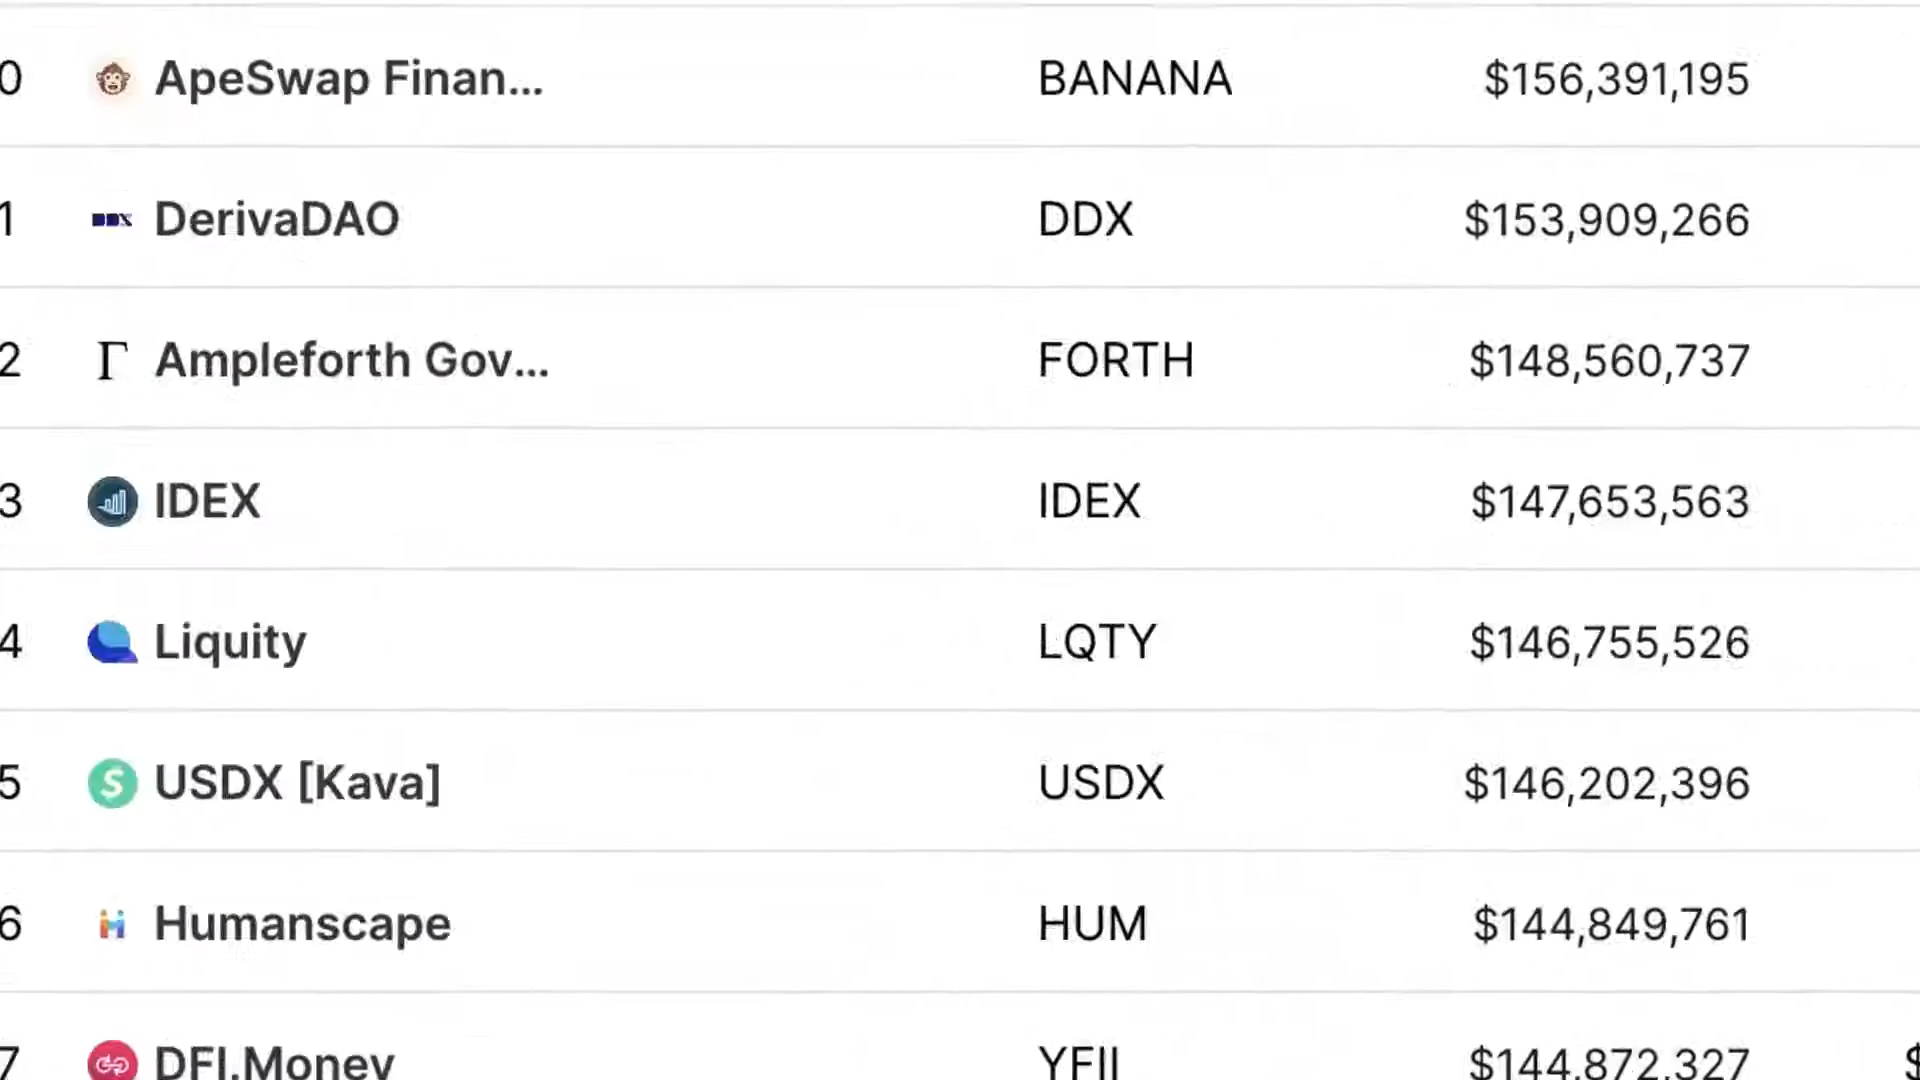 0 ApeSwap Finan... BANANA $156,391,195
1 DerivaDAO DDX $153,909,266
2 Ampleforth Gov... FORTH $148,560,737
3 IDEX IDEX $147,653,563
4 Liquity LQTY $146,755,526
5 USDX [Kava] USDX $146,202,396
6 Humanscape HUM $144,849,761
7 DFI.Money YFII $144,872,327 $